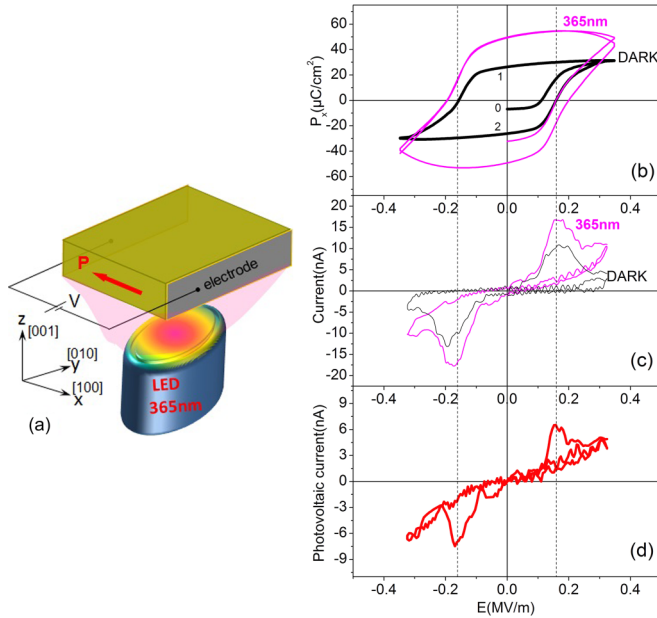 P
electrode
V
z
[001]
[010]
y
[100]
x
LED
365nm
(a)
365nm
DARK
1
0
2
Pₓ(µC/cm²)
60
40
20
0
-20
-40
-60
-0.4
-0.2
0.0
0.2
0.4
(b)
365nm
DARK
Current(nA)
20
15
10
5
0
-5
-10
-15
-20
-0.4
-0.2
0.0
0.2
0.4
(c)
Photovoltaic current(nA)
9
6
3
0
-3
-6
-9
-0.4
-0.2
0.0
0.2
0.4
E(MV/m)
(d)